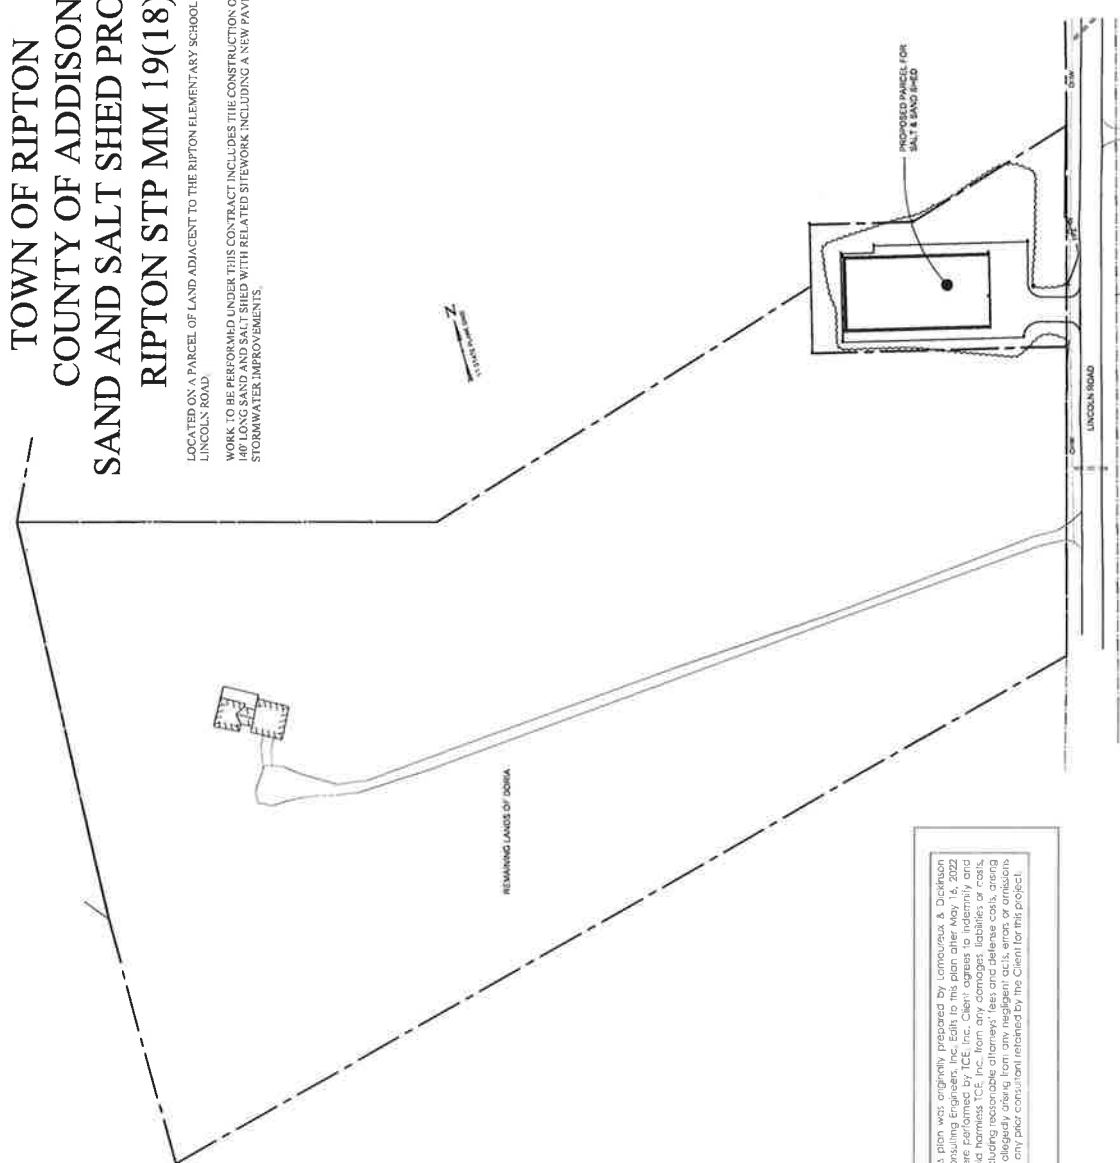 TOWN OF RIPTON
COUNTY OF ADDISON
SAND AND SALT SHED PRO
RIPTON STP MM 19(18)
LOCATED ON A PARCEL OF LAND ADJACENT TO THE RIPTON ELEMENTARY SCHOOL
LINCOLN ROAD
WORK TO BE PERFORMED UNDER THIS CONTRACT INCLUDES THE CONSTRUCTION O
140' LONG SAND AND SALT SHED WITH RELATED SITEWORK INCLUDING A NEW PAV
STORMWATER IMPROVEMENTS.
Z
PROPOSED PARCEL FOR
SALT & SAND SHED
REMAINING LANDS OF DORIA
LINCOLN ROAD
OHW
OHW
s plan was originally prepared by Lamoureux & Dickinson
nsulting Engineers, Inc. Edits to this plan after May 16, 2022
ere performed by TCE, Inc. Client agrees to indemnify and
ld harmless TCE, Inc. from any damages, liabilities or costs,
cluding reasonable attorneys' fees and defense costs, arising
allegedly arising from any negligent acts, errors or omissions
any prior consultant retained by the Client for this project.